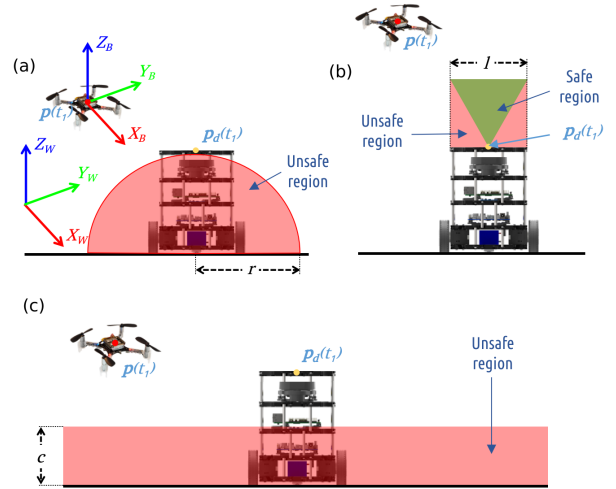 (a)
Z_B
Y_B
p(t_1)
X_B
Z_W
Y_W
X_W
p_d(t_1)
Unsafe
region
r
p(t_1)
(b)
l
Safe
region
Unsafe
region
p_d(t_1)
(c)
p(t_1)
p_d(t_1)
Unsafe
region
c